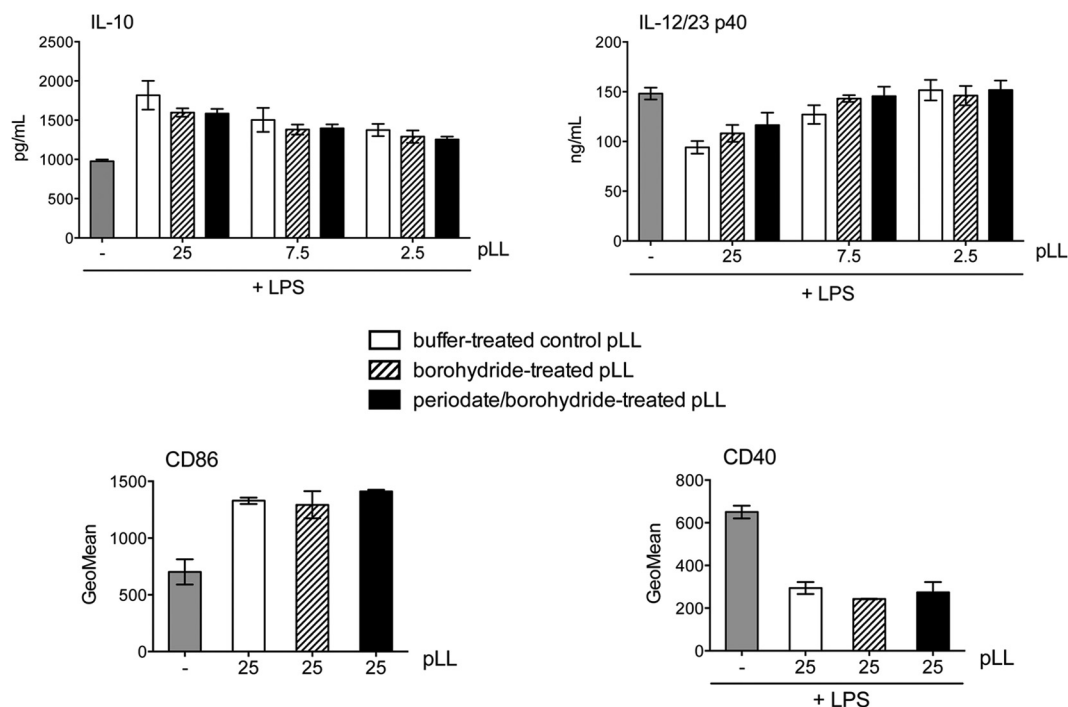 IL-10
2500
2000
1500
1000
500
0
pg/mL
- 25 7.5 2.5 pLL
+ LPS
IL-12/23 p40
200
150
100
50
0
ng/mL
- 25 7.5 2.5 pLL
+ LPS
buffer-treated control pLL
borohydride-treated pLL
periodate/borohydride-treated pLL
CD86
1500
1000
500
0
GeoMean
- 25 25 25 pLL
CD40
800
600
400
200
0
GeoMean
- 25 25 25 pLL
+ LPS